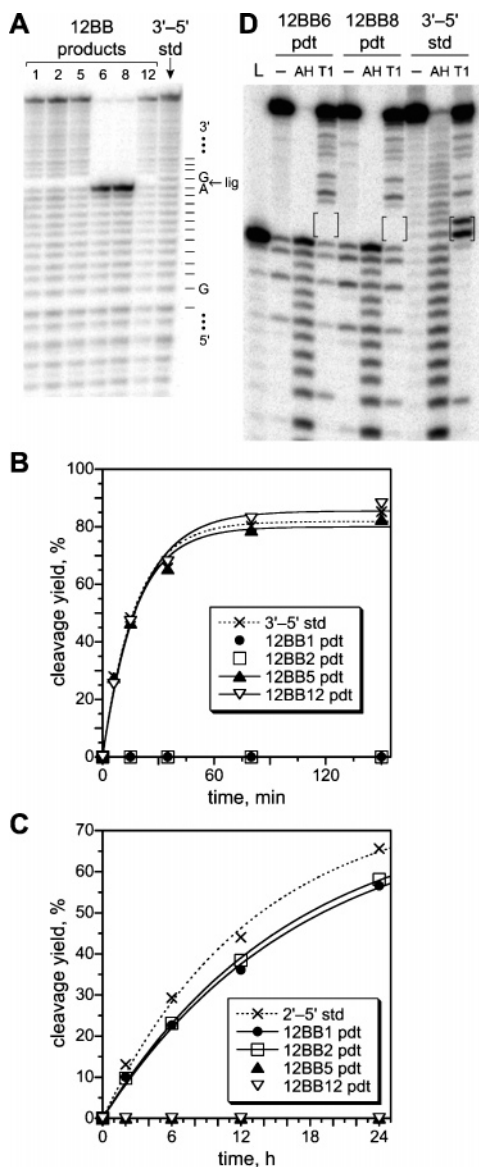 A
12BB
products
3'–5'
std
1 2 5 6 8 12
3'
G
A
← lig
G
5'
D
12BB6
pdt
12BB8
pdt
3'–5'
std
L – AH T1 – AH T1 – AH T1
B
cleavage yield, %
100
80
60
40
20
0
3'–5' std
12BB1 pdt
12BB2 pdt
12BB5 pdt
12BB12 pdt
0 60 120
time, min
C
cleavage yield, %
70
60
50
40
30
20
10
0
2'–5' std
12BB1 pdt
12BB2 pdt
12BB5 pdt
12BB12 pdt
0 6 12 24
time, h